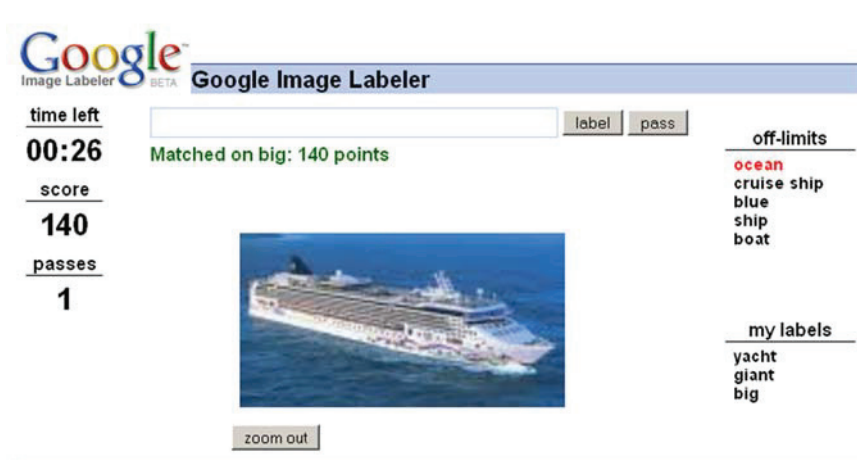 Google™
Image Labeler BETA
Google Image Labeler
time left
00:26
score
140
passes
1
label
pass
Matched on big: 140 points
zoom out
off-limits
ocean
cruise ship
blue
ship
boat
my labels
yacht
giant
big